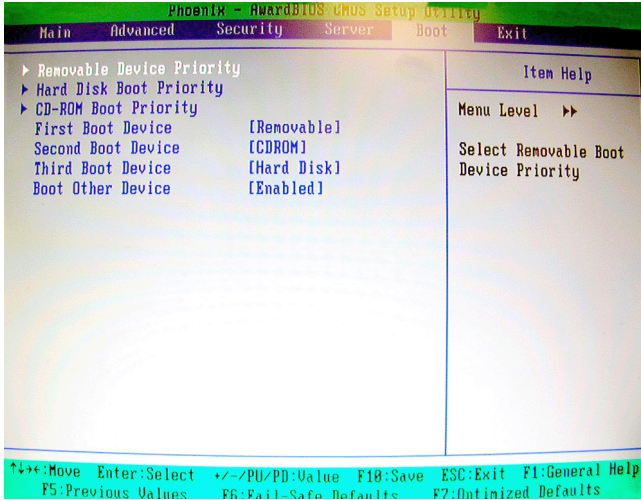 Phoenix - AwardBIOS CMOS Setup Utility
Main Advanced Security Server Boot Exit
Removable Device Priority
Hard Disk Boot Priority
CD-ROM Boot Priority
First Boot Device [Removable]
Second Boot Device [CDROM]
Third Boot Device [Hard Disk]
Boot Other Device [Enabled]
Item Help
Menu Level
Select Removable Boot
Device Priority
↑↓→←:Move Enter:Select +/-/PU/PD:Value F10:Save ESC:Exit F1:General Help
F5:Previous Values F6:Fail-Safe Defaults F7:Optimized Defaults